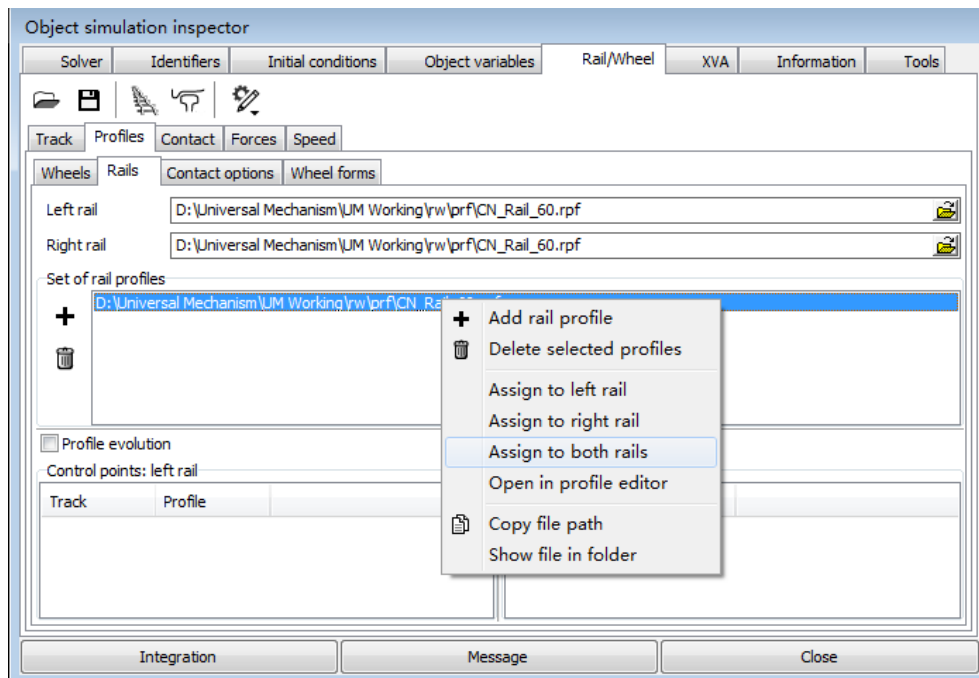 Object simulation inspector
Solver Identifiers Initial conditions Object variables Rail/Wheel XVA Information Tools
Track Profiles Contact Forces Speed
Wheels Rails Contact options Wheel forms
Left rail D:\Universal Mechanism\UM Working\rw\prf\CN_Rail_60.rpf
Right rail D:\Universal Mechanism\UM Working\rw\prf\CN_Rail_60.rpf
Set of rail profiles
D:\Universal Mechanism\UM Working\rw\prf\CN_
Add rail profile
Delete selected profiles
Assign to left rail
Assign to right rail
Assign to both rails
Open in profile editor
Copy file path
Show file in folder
Profile evolution
Control points: left rail
Track Profile
Integration Message Close